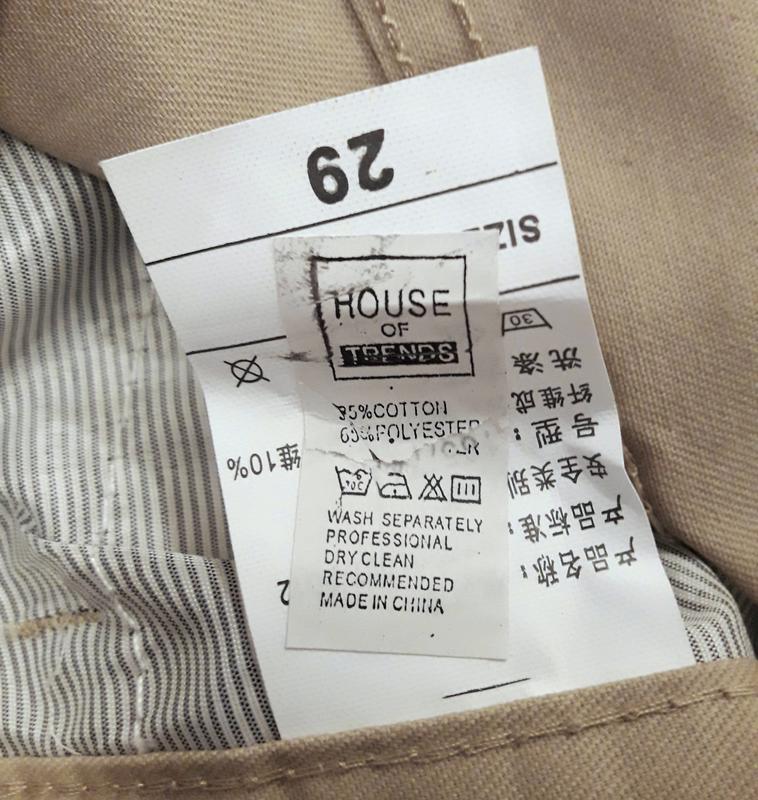 HOUSE
OF
TRENDS
35%COTTON
65%POLYESTER
WASH SEPARATELY
PROFESSIONAL
DRY CLEAN
RECOMMENDED
MADE IN CHINA
产品名称:
产品标准:
安全类别
号型:
纤维成
维10%
洗涤
30
SIZE
29